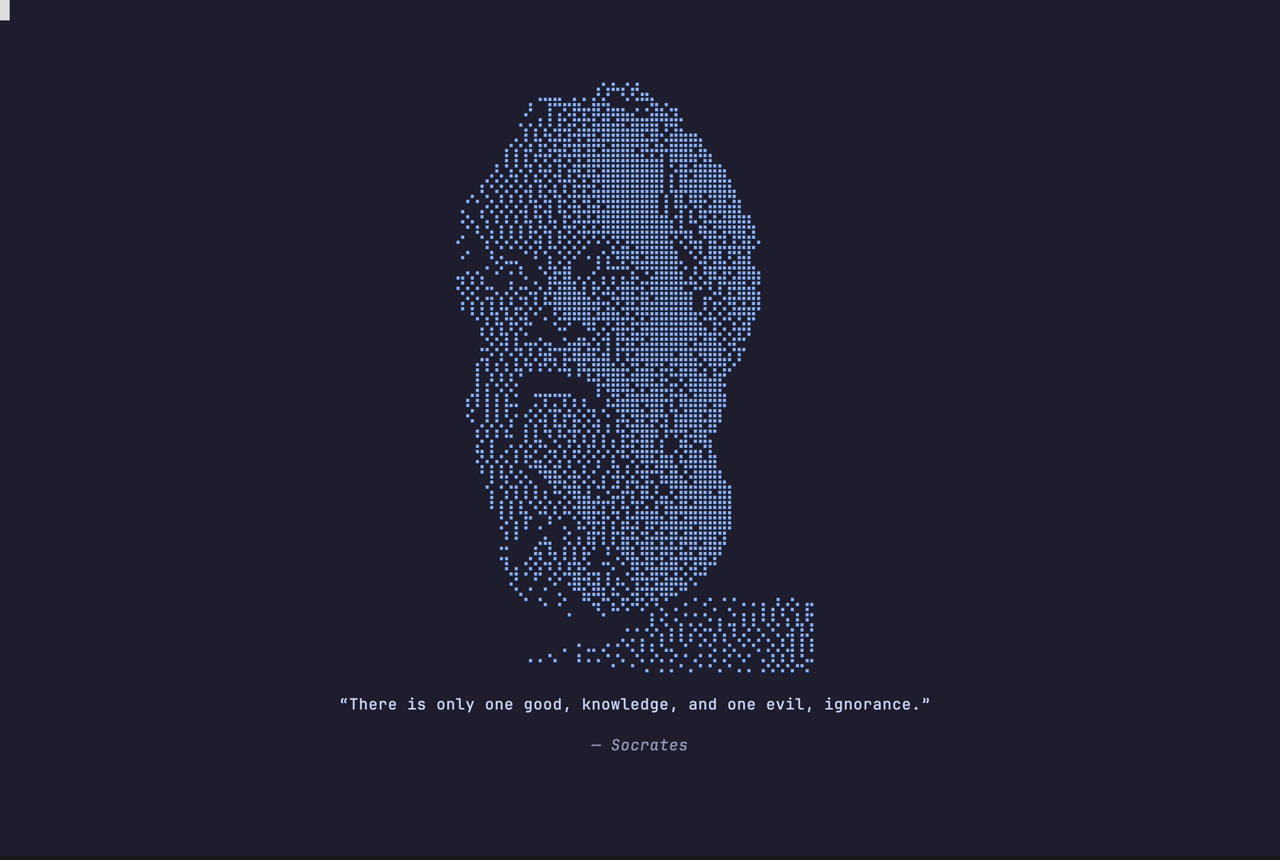 “There is only one good, knowledge, and one evil, ignorance.”
— Socrates